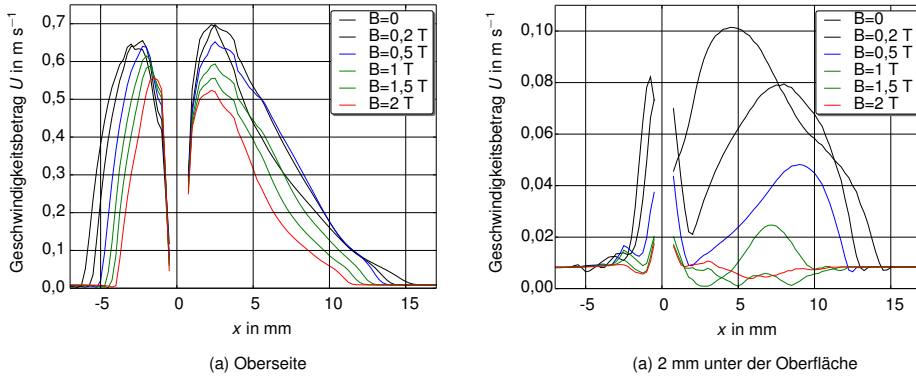 Geschwindigkeitsbetrag U in m s⁻¹
0,7
0,6
0,5
0,4
0,3
0,2
0,1
0,0
-5
0
5
10
15
x in mm
B=0
B=0,2 T
B=0,5 T
B=1 T
B=1,5 T
B=2 T
(a) Oberseite
Geschwindigkeitsbetrag U in m s⁻¹
0,10
0,08
0,06
0,04
0,02
0,00
-5
0
5
10
15
x in mm
B=0
B=0,2 T
B=0,5 T
B=1 T
B=1,5 T
B=2 T
(a) 2 mm unter der Oberfläche